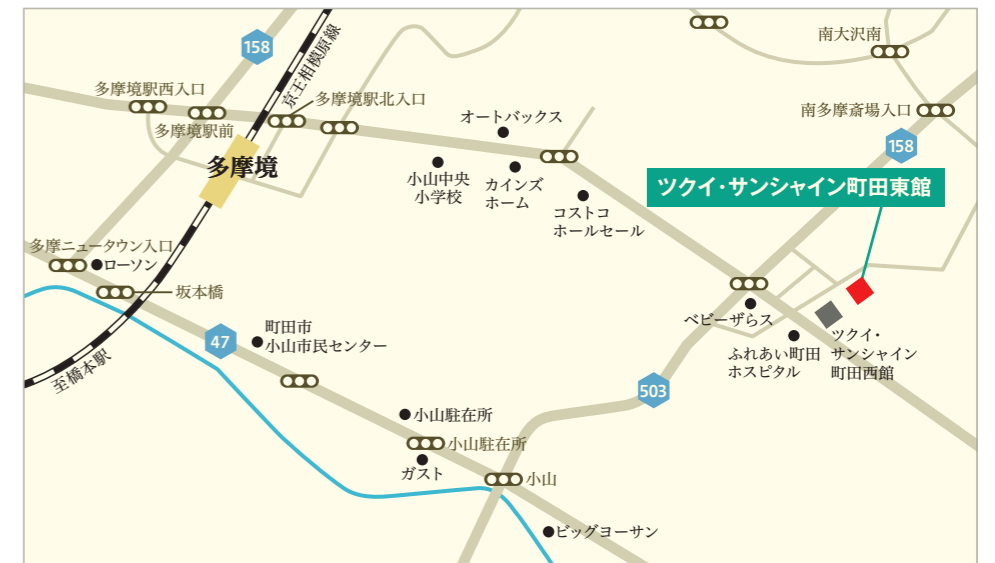 158
京王相模原線
南大沢南
多摩境駅西入口
多摩境駅北入口
多摩境駅前
南多摩斎場入口
オートバックス
158
多摩境
小山中央
小学校
カインズ
ホーム
ツクイ・サンシャイン町田東館
コストコ
ホールセール
多摩ニュータウン入口
ローソン
坂本橋
ベビーザらス
町田市
小山市民センター
47
ツクイ・
サンシャイン
町田西館
ふれあい町田
ホスピタル
至橋本駅
503
小山駐在所
小山駐在所
ガスト
小山
ビッグヨーサン